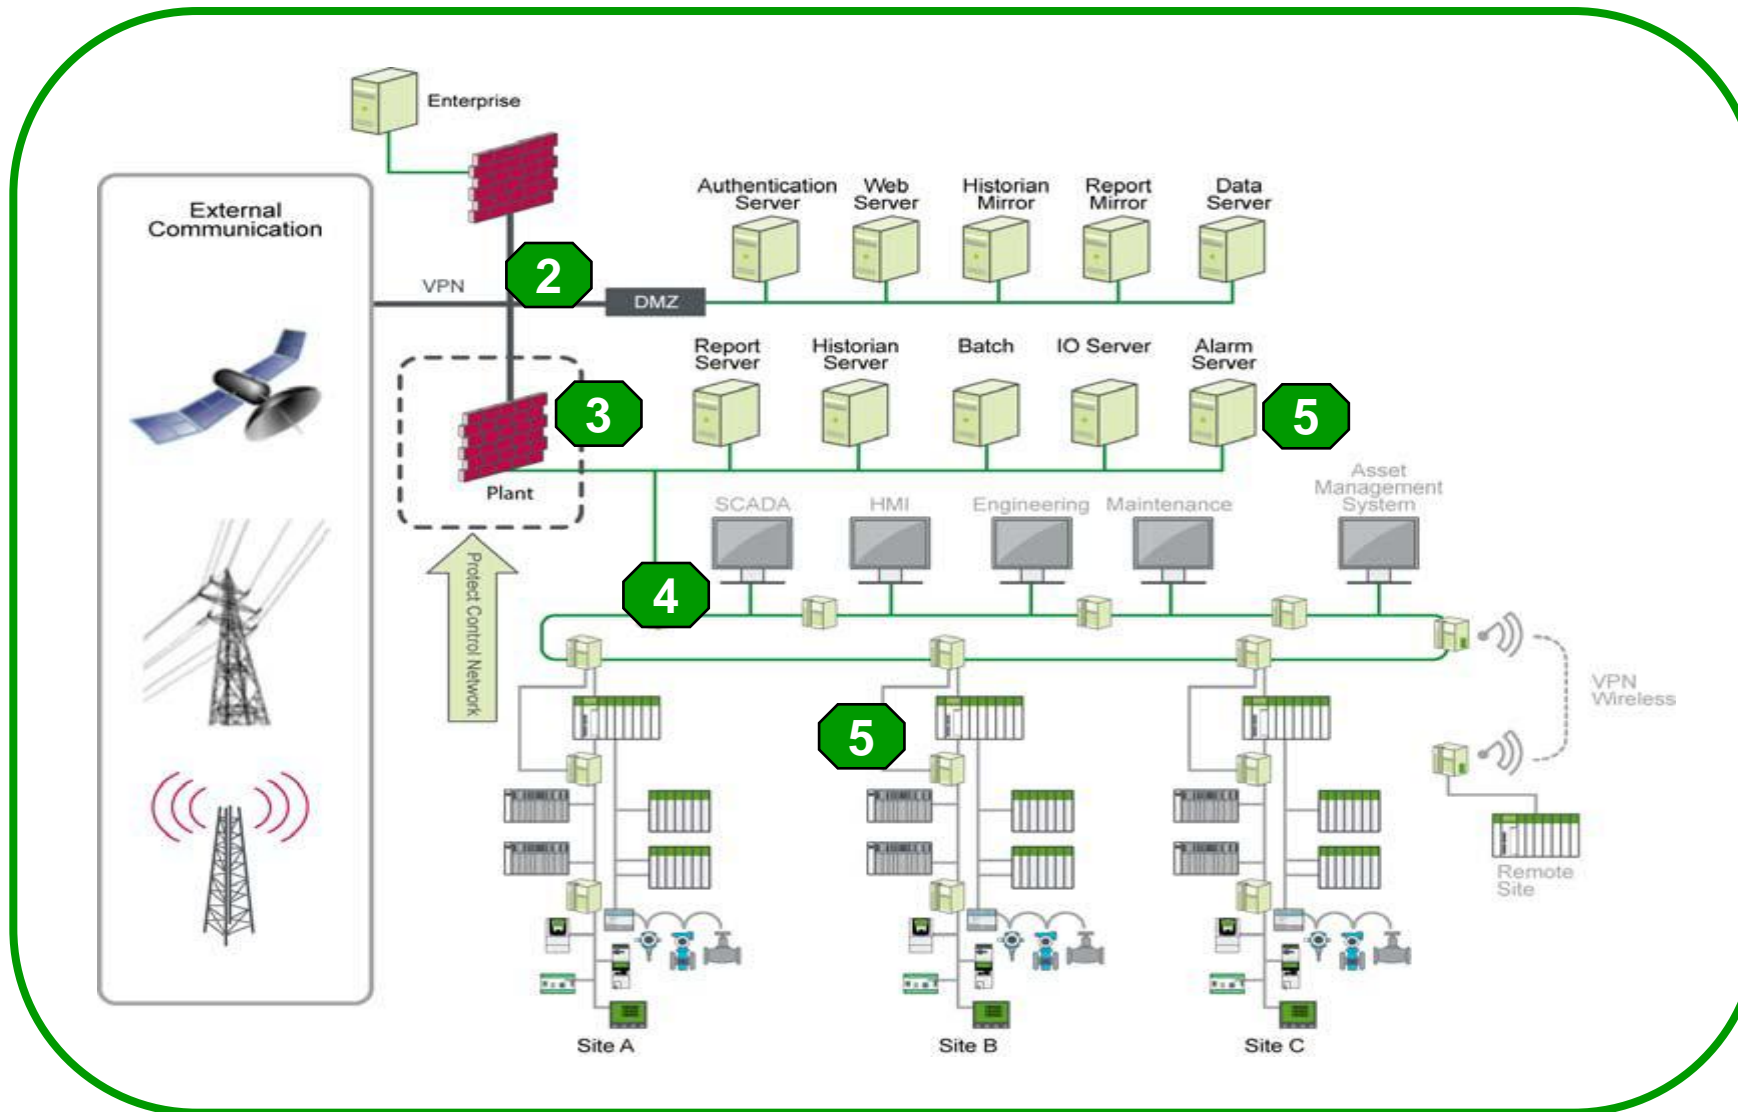 Enterprise
External
Communication
Authentication
Server
Web
Server
Historian
Mirror
Report
Mirror
Data
Server
VPN
2
DMZ
Report
Server
Historian
Server
Batch
IO Server
Alarm
Server
3
5
Plant
SCADA
HMI
Engineering
Maintenance
Asset
Management
System
Protect Control Network
4
VPN
Wireless
5
Remote
Site
Site A
Site B
Site C